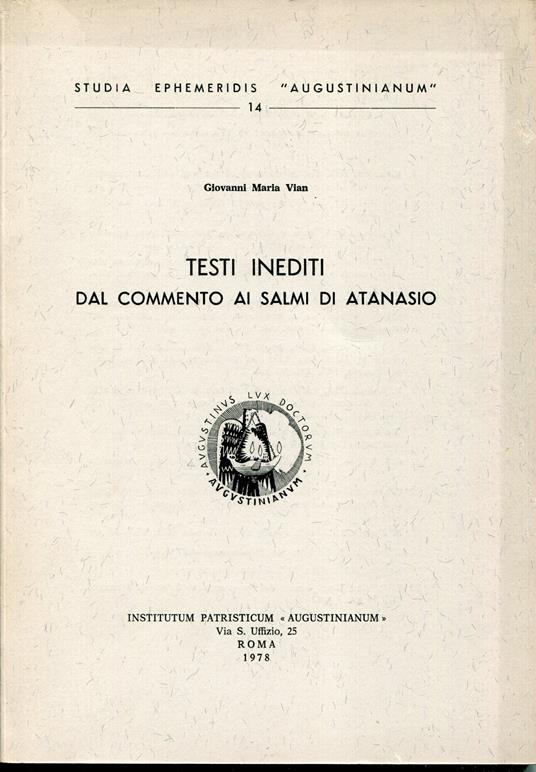 STUDIA EPHEMERIDIS "AUGUSTINIANUM"
14
Giovanni Maria Vian
TESTI INEDITI
DAL COMMENTO AI SALMI DI ATANASIO
AVGVSTINVS LVX DOCTORVM
• AVGVSTINIANVM •
INSTITUTUM PATRISTICUM « AUGUSTINIANUM »
Via S. Uffizio, 25
ROMA
1978